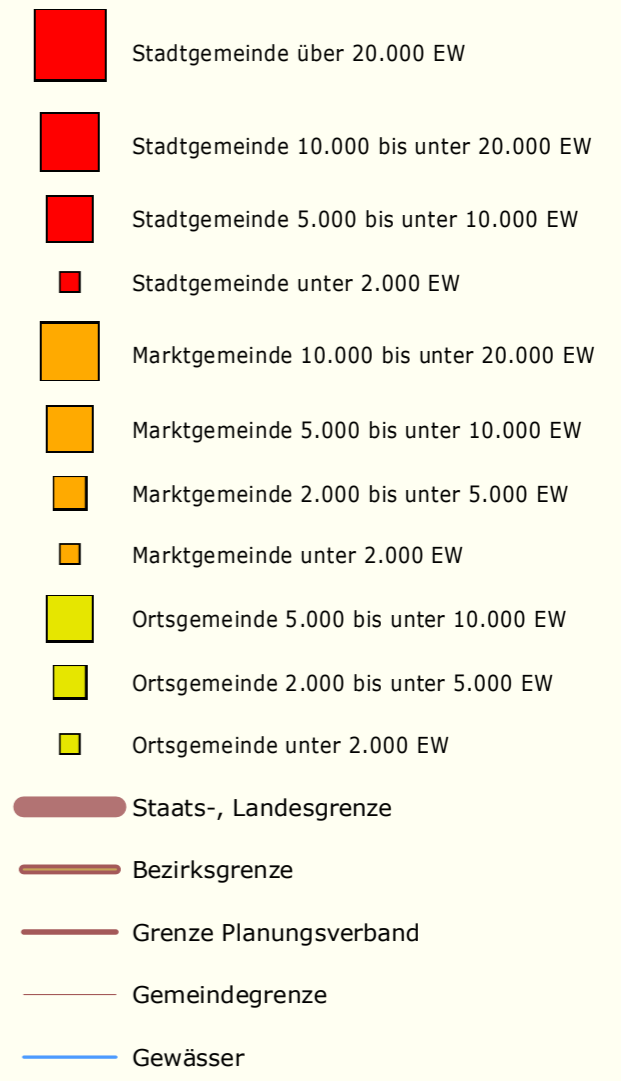 Stadtgemeinde über 20.000 EW
Stadtgemeinde 10.000 bis unter 20.000 EW
Stadtgemeinde 5.000 bis unter 10.000 EW
Stadtgemeinde unter 2.000 EW
Marktgemeinde 10.000 bis unter 20.000 EW
Marktgemeinde 5.000 bis unter 10.000 EW
Marktgemeinde 2.000 bis unter 5.000 EW
Marktgemeinde unter 2.000 EW
Ortsgemeinde 5.000 bis unter 10.000 EW
Ortsgemeinde 2.000 bis unter 5.000 EW
Ortsgemeinde unter 2.000 EW
Staats-, Landesgrenze
Bezirksgrenze
Grenze Planungsverband
Gemeindegrenze
Gewässer